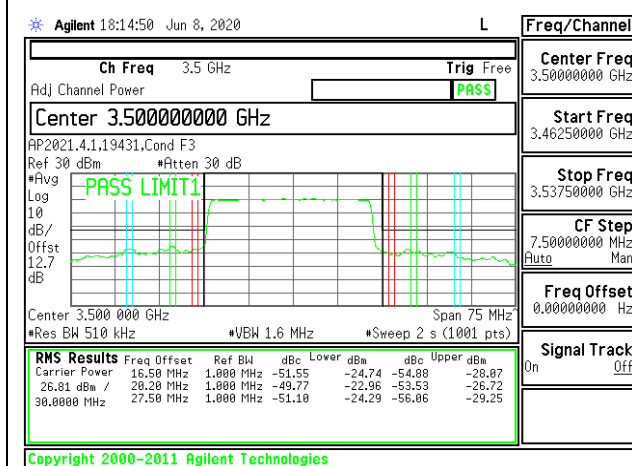 Agilent 18:14:50 Jun 8, 2020 L
Freq/Channel
Ch Freq 3.5 GHz Trig Free
Adj Channel Power PASS
Center 3.500000000 GHz
AP2021.4.1,19431,Cond F3
Ref 30 dBm #Atten 30 dB
#Avg
Log
10
dB/
Offst
12.7
dB
PASS LIMIT1
Center 3.500 000 GHz Span 75 MHz^
#Res BW 510 kHz #VBW 1.6 MHz #Sweep 2 s (1001 pts)
RMS Results Freq Offset Ref BW dBc Lower dBm dBc Upper dBm
Carrier Power 16.50 MHz 1.000 MHz -51.55 -24.74 -54.88 -28.07
26.81 dBm / 20.20 MHz 1.000 MHz -49.77 -22.96 -53.53 -26.72
30.0000 MHz 27.50 MHz 1.000 MHz -51.10 -24.29 -56.06 -29.25
Center Freq
3.50000000 GHz
Start Freq
3.46250000 GHz
Stop Freq
3.53750000 GHz
CF Step
7.50000000 MHz
Auto Man
Freq Offset
0.00000000 Hz
Signal Track
On Off
Copyright 2000-2011 Agilent Technologies